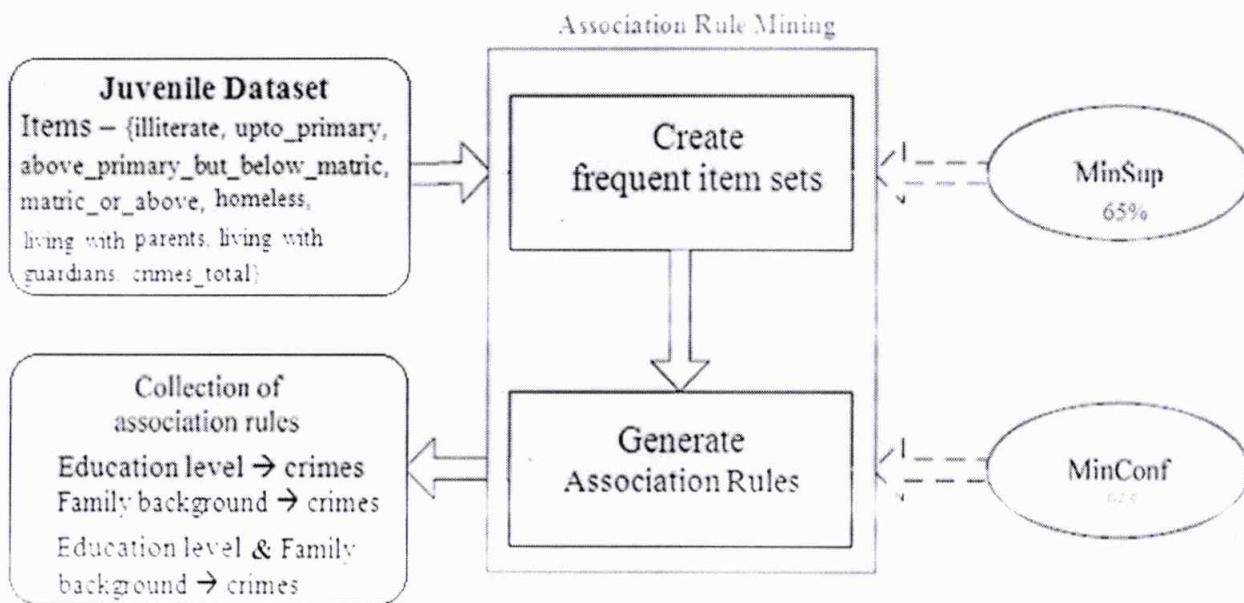 Association Rule Mining
Juvenile Dataset
Items – {illiterate, upto_primary,
above_primary_but_below_matric,
matric_or_above, homeless,
living with parents, living with
guardians, crimes_total}
Create
frequent item sets
MinSup
65%
Collection of
association rules
Education level → crimes
Family background → crimes
Education level & Family
background → crimes
Generate
Association Rules
MinConf